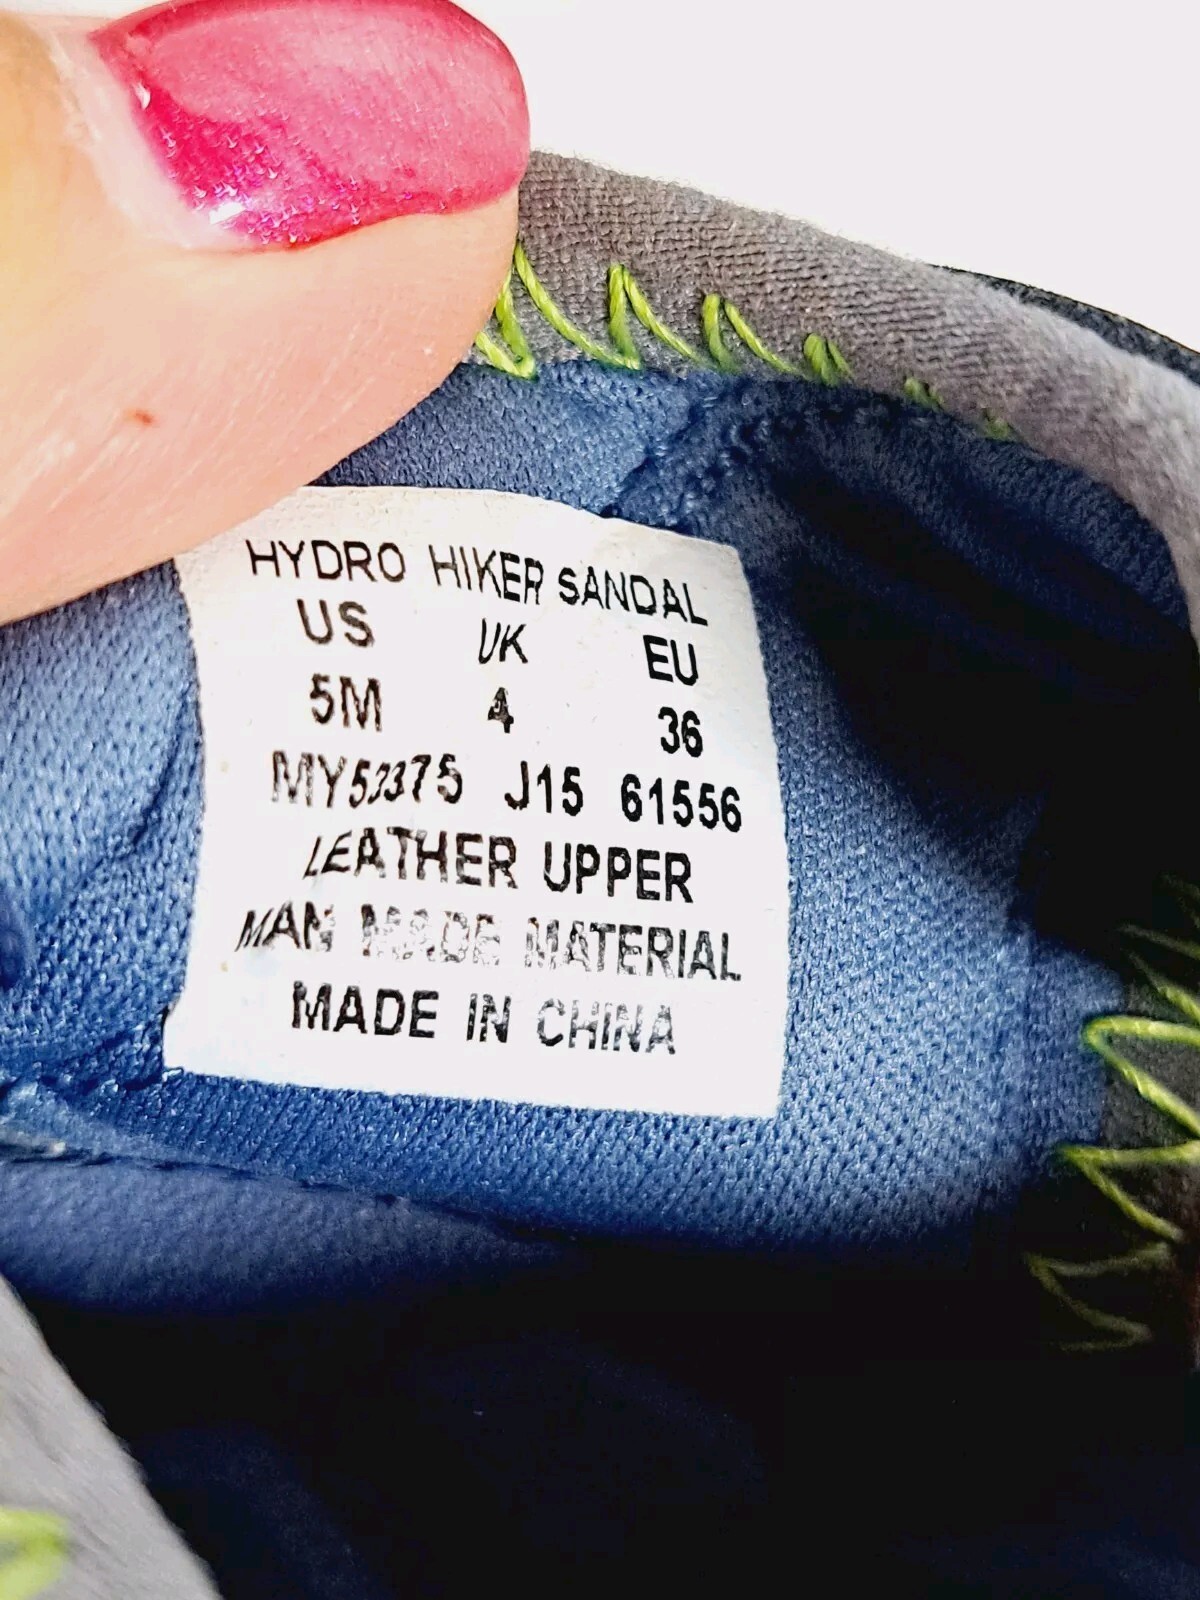 HYDRO HIKER SANDAL
US UK EU
5M 4 36
MY53375 J15 61556
LEATHER UPPER
MAN MADE MATERIAL
MADE IN CHINA